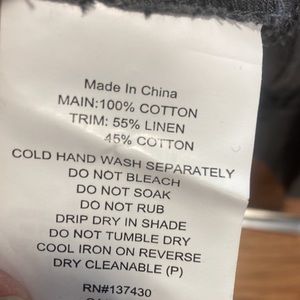 Made In China
MAIN:100% COTTON
TRIM: 55% LINEN
45% COTTON
COLD HAND WASH SEPARATELY
DO NOT BLEACH
DO NOT SOAK
DO NOT RUB
DRIP DRY IN SHADE
DO NOT TUMBLE DRY
COOL IRON ON REVERSE
DRY CLEANABLE (P)
RN#137430